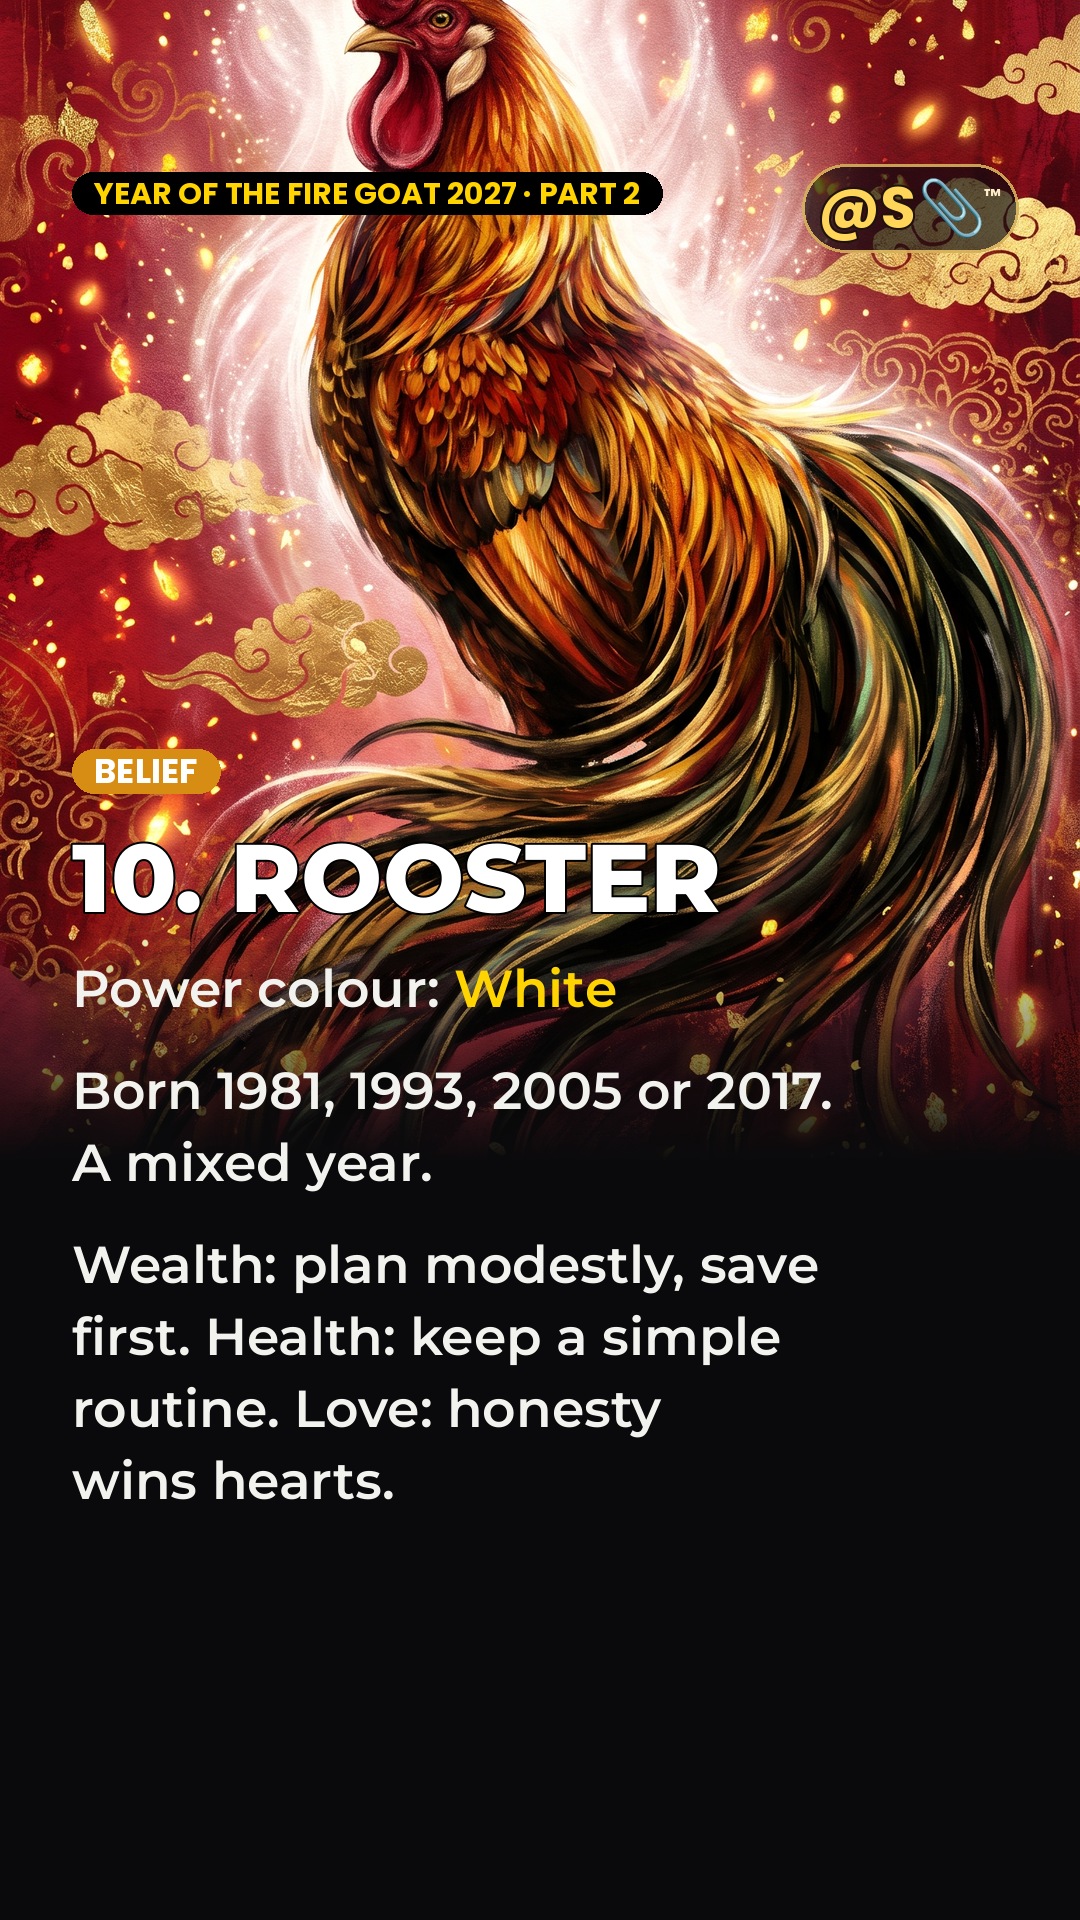 YEAR OF THE FIRE GOAT 2027 · PART 2
@S™
BELIEF
10. ROOSTER
Power colour: White
Born 1981, 1993, 2005 or 2017.
A mixed year.
Wealth: plan modestly, save
first. Health: keep a simple
routine. Love: honesty
wins hearts.